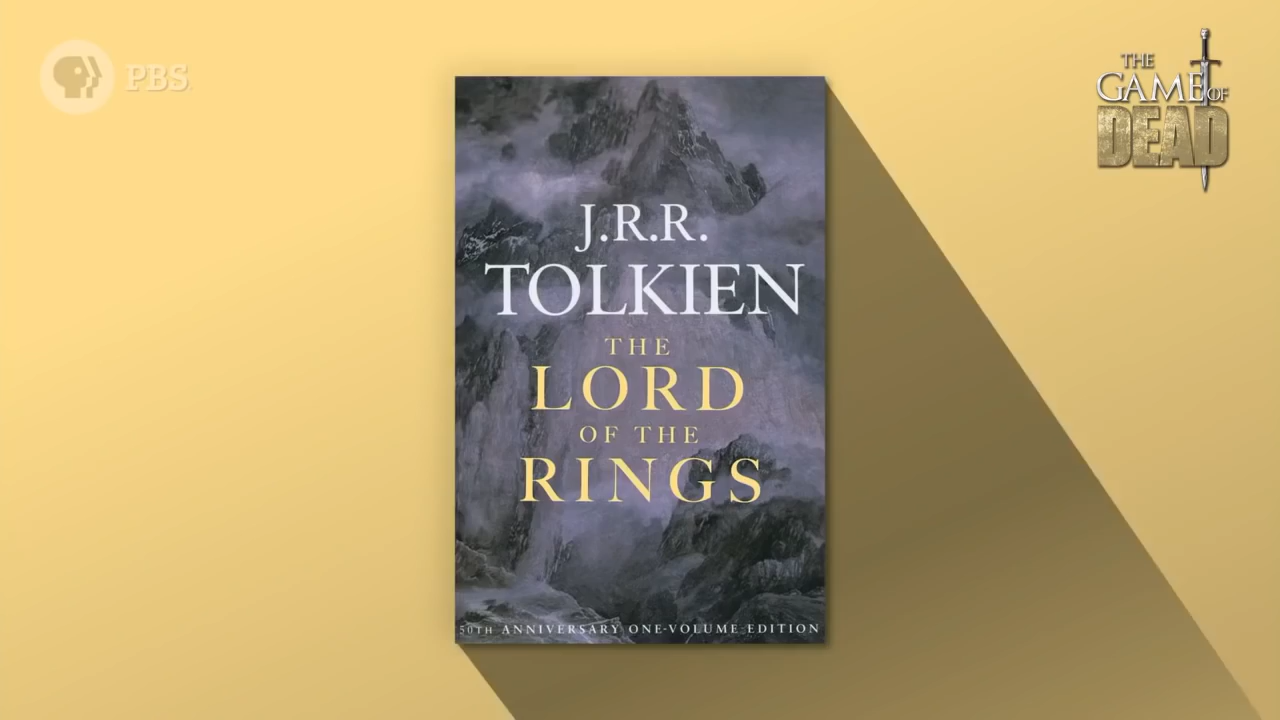 PBS
THE
GAME OF
DEAD
J.R.R.
TOLKIEN
THE
LORD
OF THE
RINGS
50TH ANNIVERSARY ONE-VOLUME EDITION